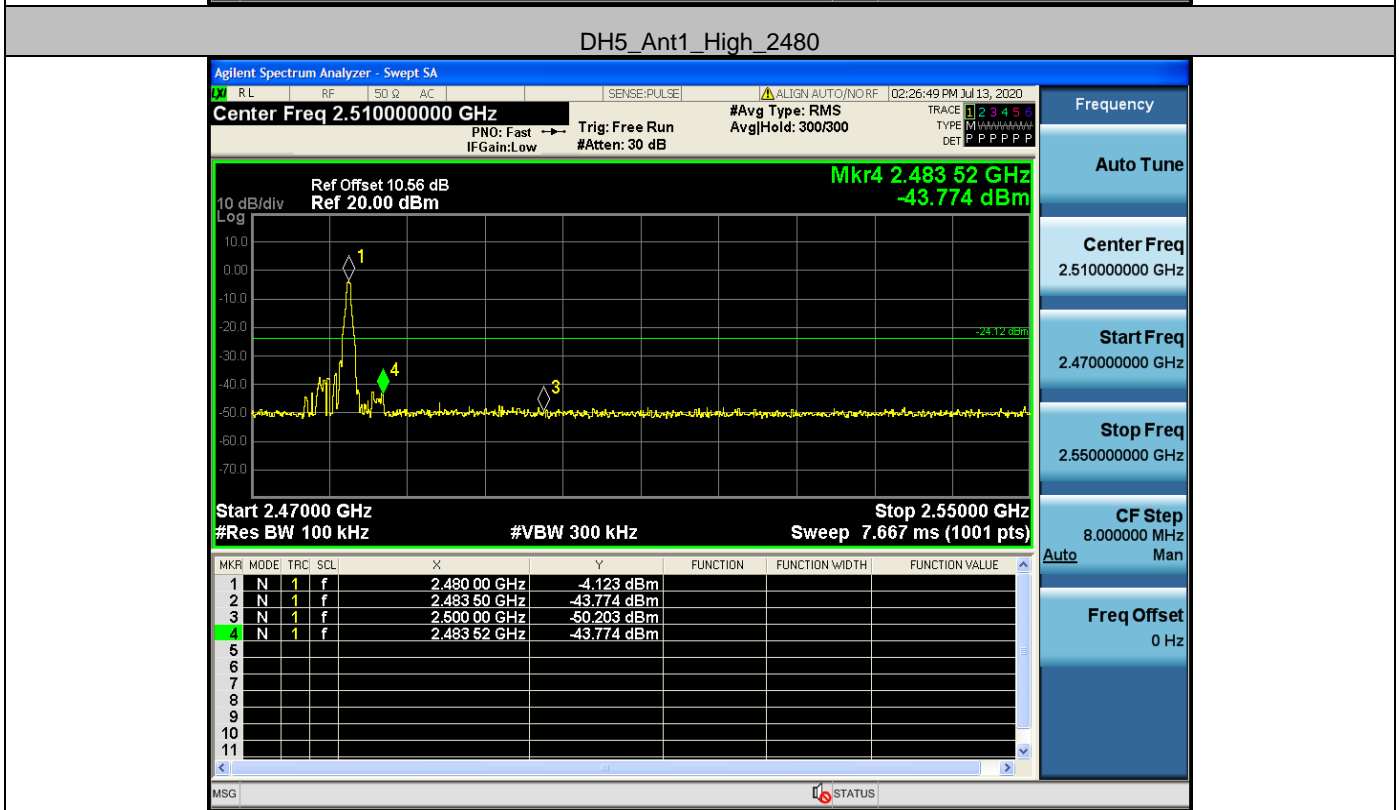 DH5_Ant1_High_2480
Agilent Spectrum Analyzer - Swept SA
LXI RL RF 50 Ω AC SENSE:PULSE ALIGN AUTO/NO RF 02:26:49 PM Jul 13, 2020
Center Freq 2.510000000 GHz
PNO: Fast
IFGain:Low
Trig: Free Run
#Atten: 30 dB
#Avg Type: RMS
Avg|Hold: 300/300
TRACE 1 2 3 4 5 6
TYPE M
DET P P P P P P
Mkr4 2.483 52 GHz
-43.774 dBm
Ref Offset 10.56 dB
10 dB/div Ref 20.00 dBm
Log
10.0
0.00
-10.0
-20.0
-30.0
-40.0
-50.0
-60.0
-70.0
1
4
3
-24.12 dBm
Start 2.47000 GHz Stop 2.55000 GHz
#Res BW 100 kHz #VBW 300 kHz Sweep 7.667 ms (1001 pts)
MKR MODE TRC SCL X Y FUNCTION FUNCTION WIDTH FUNCTION VALUE
1 N 1 f 2.480 00 GHz -4.123 dBm
2 N 1 f 2.483 50 GHz -43.774 dBm
3 N 1 f 2.500 00 GHz -50.203 dBm
4 N 1 f 2.483 52 GHz -43.774 dBm
5
6
7
8
9
10
11
MSG STATUS
Frequency
Auto Tune
Center Freq
2.510000000 GHz
Start Freq
2.470000000 GHz
Stop Freq
2.550000000 GHz
CF Step
8.000000 MHz
Auto Man
Freq Offset
0 Hz